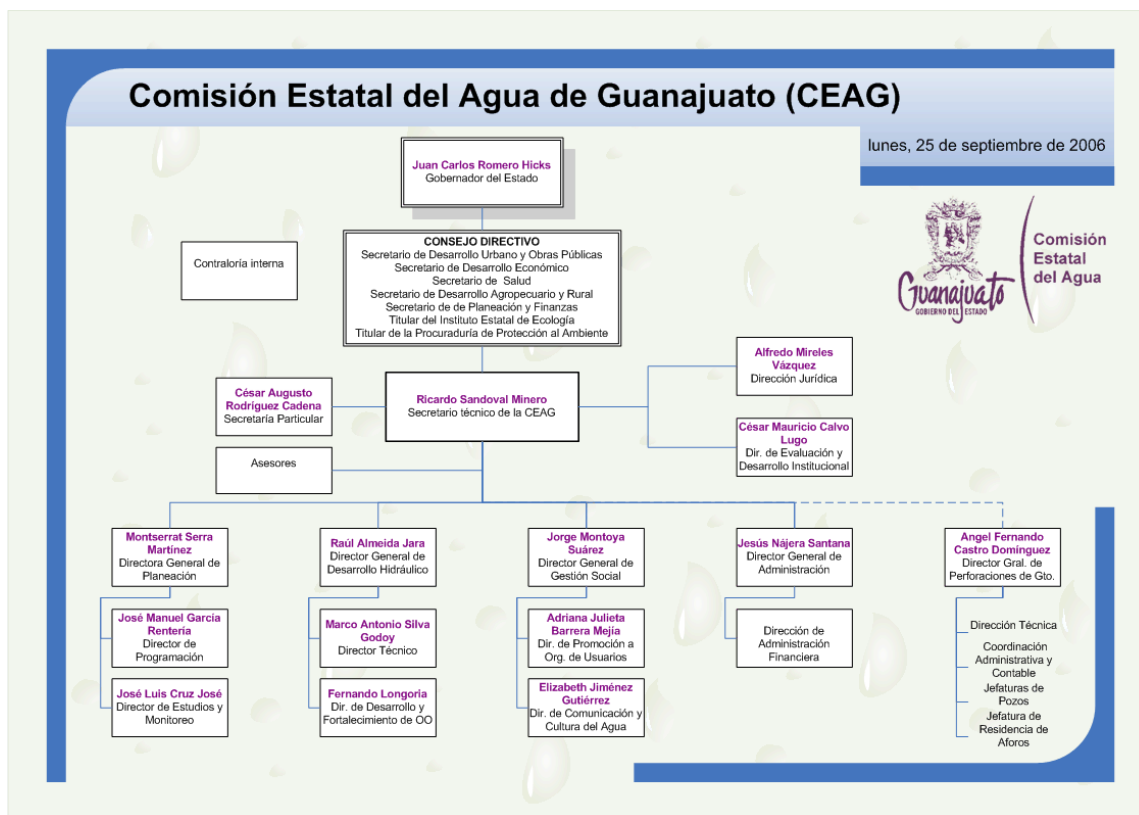 Comisión Estatal del Agua de Guanajuato (CEAG)
lunes, 25 de septiembre de 2006
Juan Carlos Romero Hicks
Gobernador del Estado
Comisión
Estatal
del Agua
Guanajuato
GOBIERNO DEL ESTADO
Contraloría interna
CONSEJO DIRECTIVO
Secretario de Desarrollo Urbano y Obras Públicas
Secretario de Desarrollo Económico
Secretario de Salud
Secretario de Desarrollo Agropecuario y Rural
Secretario de de Planeación y Finanzas
Titular del Instituto Estatal de Ecología
Titular de la Procuraduría de Protección al Ambiente
Alfredo Mireles
Vázquez
Dirección Jurídica
César Augusto
Rodríguez Cadena
Secretaría Particular
Ricardo Sandoval Minero
Secretario técnico de la CEAG
César Mauricio Calvo
Lugo
Dir. de Evaluación y
Desarrollo Institucional
Asesores
Montserrat Serra
Martínez
Directora General de
Planeación
Raúl Almeida Jara
Director General de
Desarrollo Hidráulico
Jorge Montoya
Suárez
Director General de
Gestión Social
Jesús Nájera Santana
Director General de
Administración
Angel Fernando
Castro Domínguez
Director Gral. de
Perforaciones de Gto.
José Manuel García
Rentería
Director de
Programación
Marco Antonio Silva
Godoy
Director Técnico
Adriana Julieta
Barrera Mejía
Dir. de Promoción a
Org. de Usuarios
Dirección de
Administración
Financiera
Dirección Técnica
Coordinación
Administrativa y
Contable
Jefaturas de
Pozos
Jefatura de
Residencia de
Aforos
José Luis Cruz José
Director de Estudios y
Monitoreo
Fernando Longoria
Dir. de Desarrollo y
Fortalecimiento de OO
Elizabeth Jiménez
Gutiérrez
Dir. de Comunicación y
Cultura del Agua